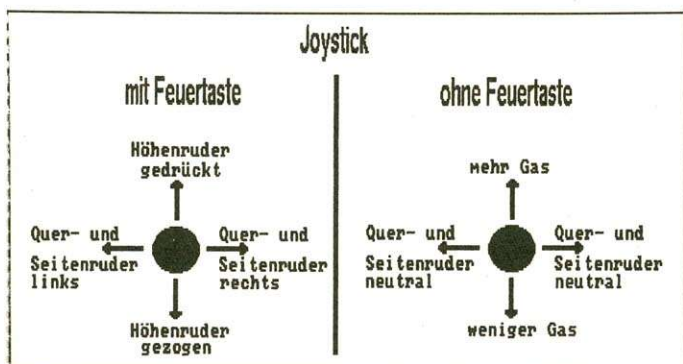 Joystick
mit Feuertaste
Höhenruder
gedrückt
Quer- und
Seitenruder
links
Quer- und
Seitenruder
rechts
Höhenruder
gezogen
ohne Feuertaste
mehr Gas
Quer- und
Seitenruder
neutral
Quer- und
Seitenruder
neutral
weniger Gas